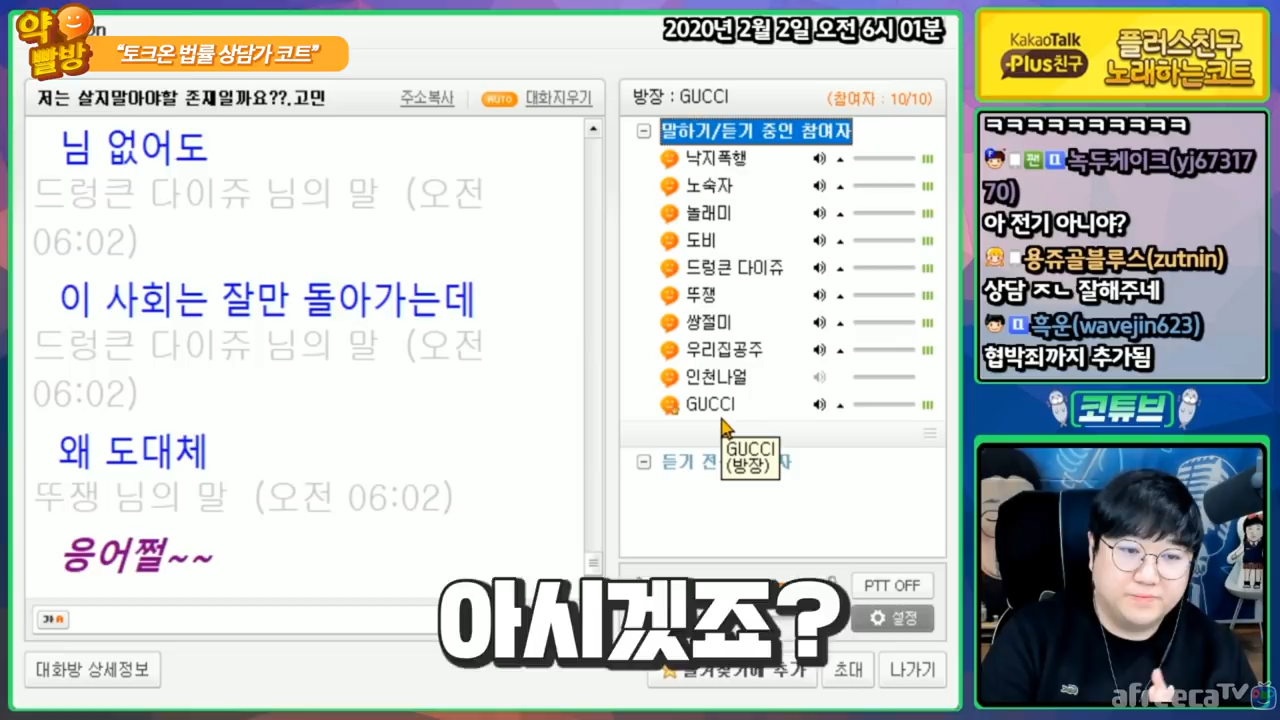 약빨방
“토크온 법률 상담가 코트”
2020년 2월 2일 오전 6시 01분
저는 살지말아야할 존재일까요??,고민
주소복사
AUTO 대화지우기
님 없어도
드렁큰 다이쥬 님의 말 (오전
06:02)
이 사회는 잘만 돌아가는데
드렁큰 다이쥬 님의 말 (오전
06:02)
왜 도대체
뚜쟁 님의 말 (오전 06:02)
응어쩔~~
가가
대화방 상세정보
방장 : GUCCI
(참여자 : 10/10)
말하기/듣기 중인 참여자
낙지폭행
노숙자
놀래미
도비
드렁큰 다이쥬
뚜쟁
쌍절미
우리집공주
인천나얼
GUCCI
GUCCI
(방장)
듣기 전
자
PTT OFF
설정
추가
초대
나가기
아시겠죠?
KakaoTalk
Plus친구
플러스친구
노래하는코트
ㅋㅋㅋㅋㅋㅋㅋㅋㅋㅋㅋ
팬 녹두케이크(yj67317
70)
아 전기 아니야?
용쥬골블루스(zutnin)
상담 ㅈㄴ 잘해주네
흑운(wavejin623)
협박죄까지 추가됨
코튜브
afreecaTV